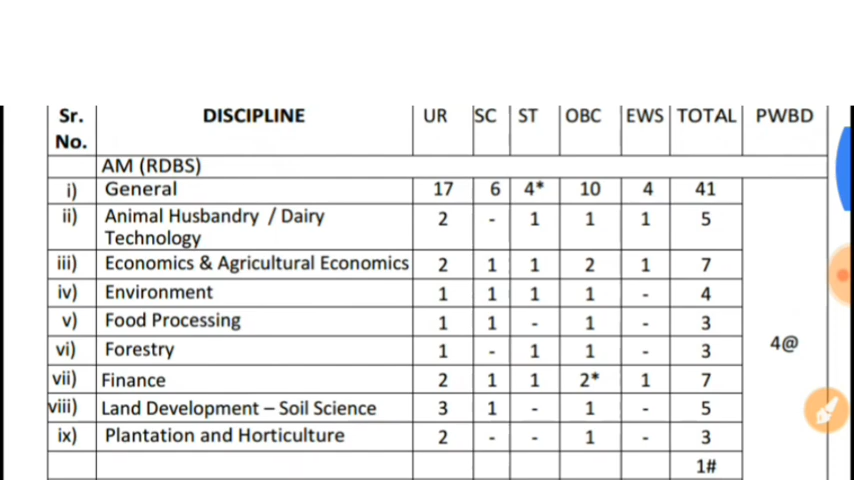 Sr. No. DISCIPLINE UR SC ST OBC EWS TOTAL PWBD
AM (RDBS)
i) General 17 6 4* 10 4 41
ii) Animal Husbandry / Dairy Technology 2 - 1 1 1 5
iii) Economics & Agricultural Economics 2 1 1 2 1 7
iv) Environment 1 1 1 1 - 4
v) Food Processing 1 1 - 1 - 3
4@
vi) Forestry 1 - 1 1 - 3
vii) Finance 2 1 1 2* 1 7
viii) Land Development – Soil Science 3 1 - 1 - 5
ix) Plantation and Horticulture 2 - - 1 - 3
1#